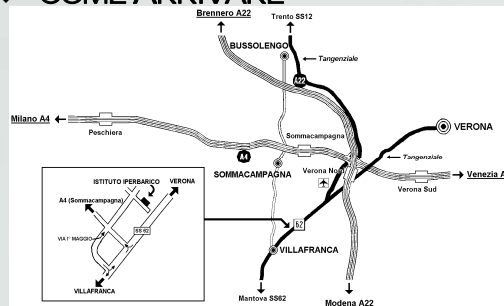 COME ARRIVARE
Brennero A22
Trento SS12
BUSSOLENGO
Tangenziale
A22
Milano A4
Peschiera
Sommacampagna
VERONA
A4
SOMMACAMPAGNA
Verona Nord
Tangenziale
Venezia A
Verona Sud
ISTITUTO IPERBARICO
VERONA
A4 (Sommacampagna)
VIA I° MAGGIO
SS 62
VILLAFRANCA
62
VILLAFRANCA
Mantova SS62
Modena A22